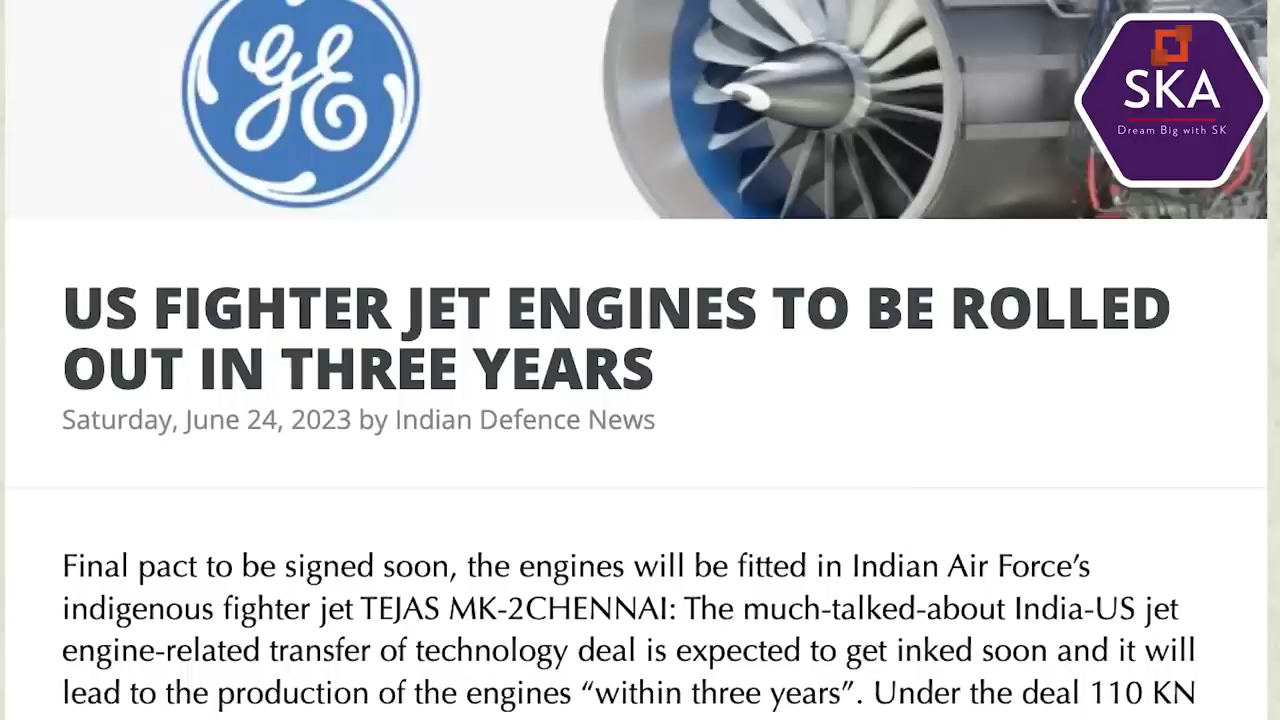 GE
SKA
Dream Big with SK
US FIGHTER JET ENGINES TO BE ROLLED
OUT IN THREE YEARS
Saturday, June 24, 2023 by Indian Defence News
Final pact to be signed soon, the engines will be fitted in Indian Air Force’s
indigenous fighter jet TEJAS MK-2CHENNAI: The much-talked-about India-US jet
engine-related transfer of technology deal is expected to get inked soon and it will
lead to the production of the engines “within three years”. Under the deal 110 KN